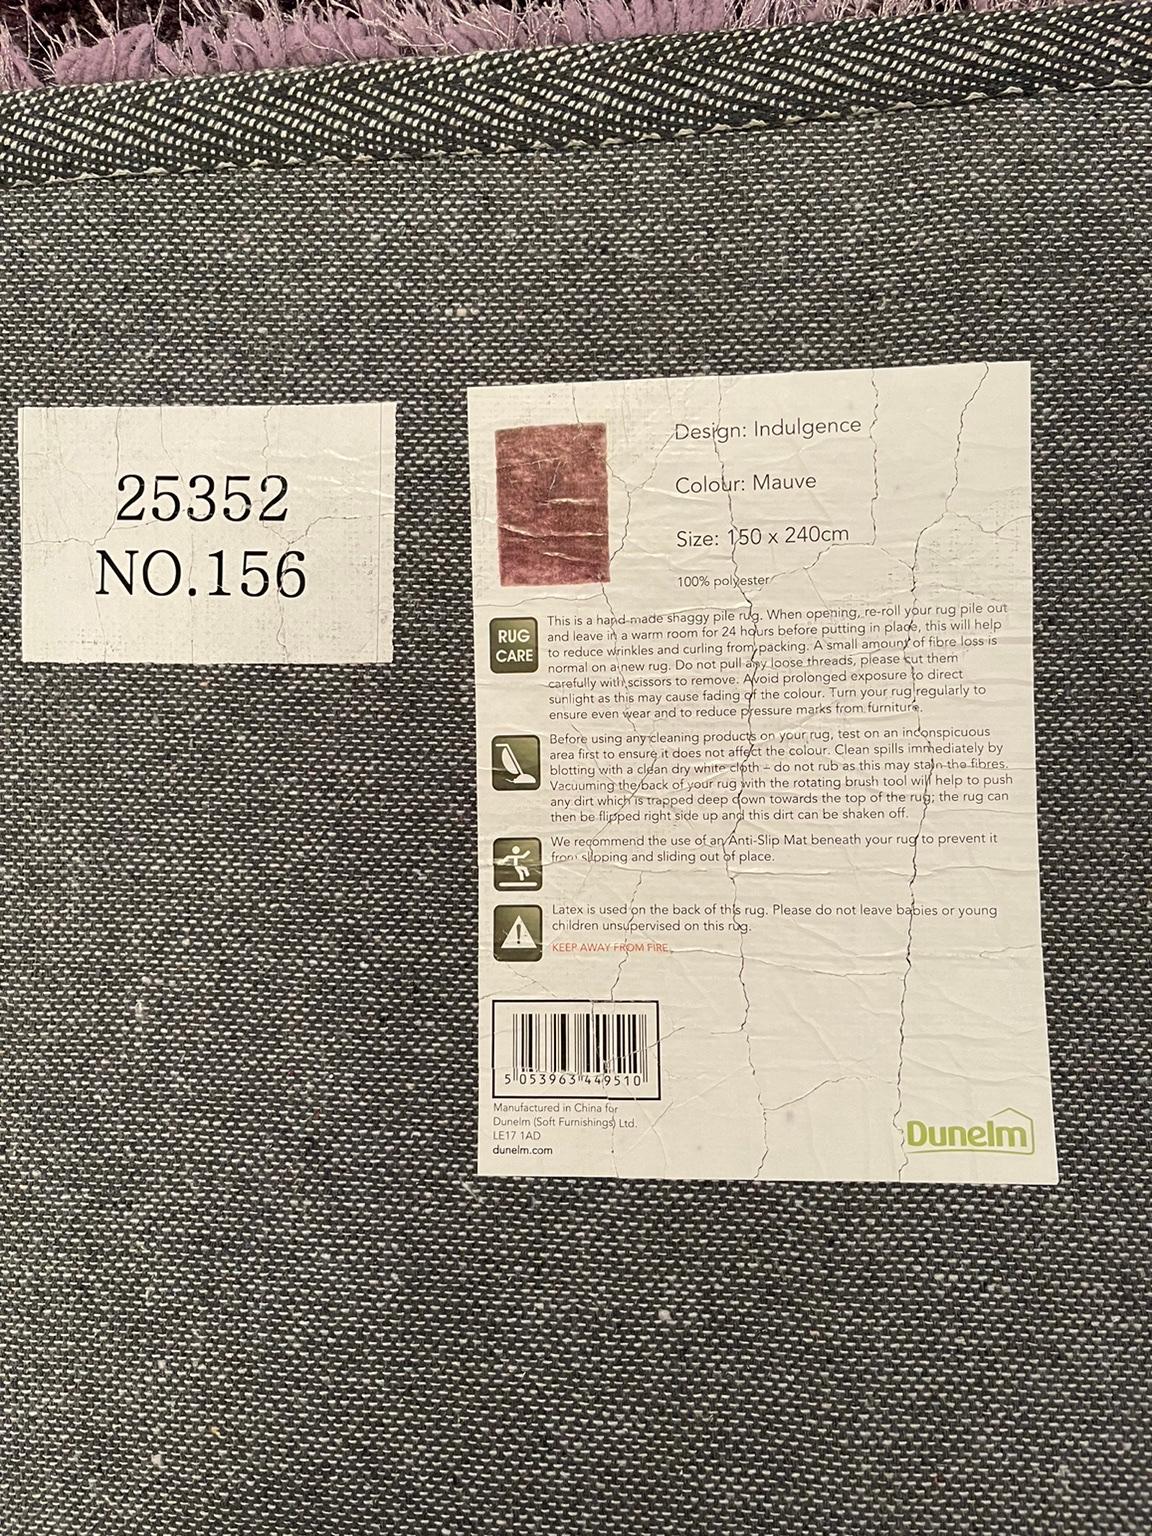 25352
NO.156
Design: Indulgence
Colour: Mauve
Size: 150 x 240cm
100% polyester
RUG
CARE
This is a hand-made shaggy pile rug. When opening, re-roll your rug pile out
and leave in a warm room for 24 hours before putting in place, this will help
to reduce wrinkles and curling from packing. A small amount of fibre loss is
normal on a new rug. Do not pull any loose threads, please cut them
carefully with scissors to remove. Avoid prolonged exposure to direct
sunlight as this may cause fading of the colour. Turn your rug regularly to
ensure even wear and to reduce pressure marks from furniture.
Before using any cleaning products on your rug, test on an inconspicuous
area first to ensure it does not affect the colour. Clean spills immediately by
blotting with a clean dry white cloth – do not rub as this may stain the fibres.
Vacuuming the back of your rug with the rotating brush tool will help to push
any dirt which is trapped deep down towards the top of the rug; the rug can
then be flipped right side up and this dirt can be shaken off.
We recommend the use of an Anti-Slip Mat beneath your rug to prevent it
from slipping and sliding out of place.
Latex is used on the back of this rug. Please do not leave babies or young
children unsupervised on this rug.
KEEP AWAY FROM FIRE.
5 053963 449510
Manufactured in China for
Dunelm (Soft Furnishings) Ltd.
LE17 1AD
dunelm.com
Dunelm